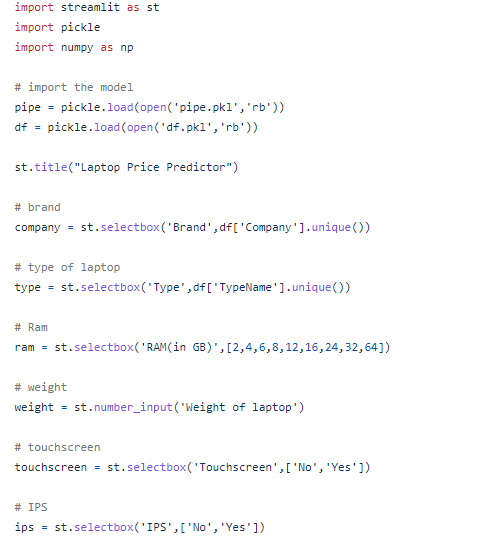 import streamlit as st
import pickle
import numpy as np
# import the model
pipe = pickle.load(open('pipe.pkl','rb'))
df = pickle.load(open('df.pkl','rb'))
st.title("Laptop Price Predictor")
# brand
company = st.selectbox('Brand',df['Company'].unique())
# type of laptop
type = st.selectbox('Type',df['TypeName'].unique())
# Ram
ram = st.selectbox('RAM(in GB)',[2,4,6,8,12,16,24,32,64])
# weight
weight = st.number_input('Weight of laptop')
# touchscreen
touchscreen = st.selectbox('Touchscreen',['No','Yes'])
# IPS
ips = st.selectbox('IPS',['No','Yes'])